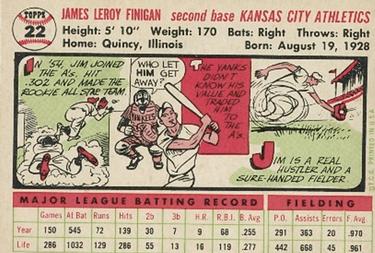 TOPPS
22
JAMES LEROY FINIGAN second base KANSAS CITY ATHLETICS
Height: 5' 10" Weight: 170 Bats: Right Throws: Right
Home: Quincy, Illinois Born: August 19, 1928
IN '54, JIM JOINED
THE A's, HIT
.302 AND MADE THE
ROOKIE ALL STAR TEAM.
WHO LET
HIM GET
AWAY?
THE YANKS
DIDN'T KNOW
HIS VALUE
AND TRADED
HIM TO
THE A's.
JIM IS A REAL
HUSTLER AND A
SURE-HANDED FIELDER.
MAJOR LEAGUE BATTING RECORD FIELDING
Games At Bat Runs Hits 2b 3b H.R. R.B.I. B. Avg P.O. Assists Errors F. Avg
Year 150 545 72 139 30 7 9 68 .255 291 363 20 .970
Life 286 1032 129 286 55 13 16 119 .277 442 668 45 .961